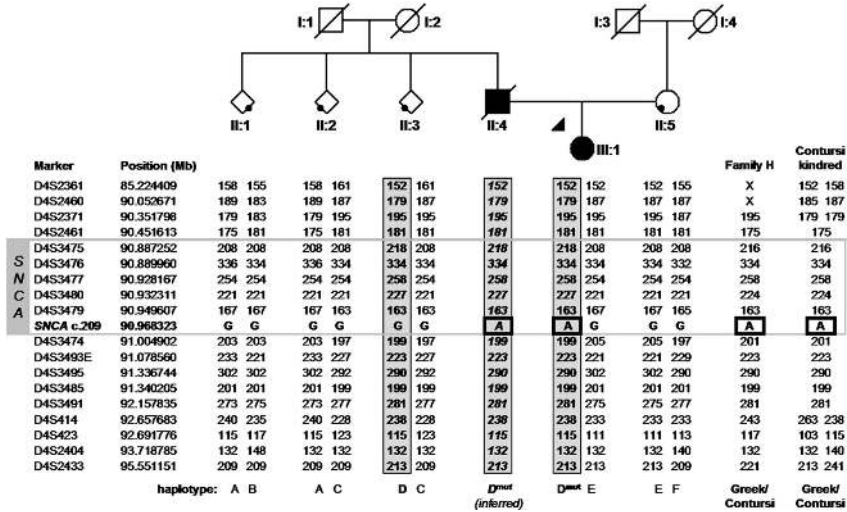 I:1 I:2 I:3 I:4
II:1 II:2 II:3 II:4 II:5
III:1
Marker Position (Mb) Family H Contursi kindred
D4S2361 85.224409 158 155 158 161 152 161 152 152 152 152 155 X 152 158
D4S2460 90.052671 189 183 189 187 179 187 179 179 187 187 187 X 185 187
D4S2371 90.351798 179 183 179 195 195 195 195 195 195 195 187 195 179 179
D4S2461 90.451613 175 181 175 181 181 181 181 181 181 181 187 175 175
SNCA
D4S3475 90.887252 208 208 208 208 218 208 218 218 208 208 208 216 216
D4S3476 90.889960 336 334 336 334 334 334 334 334 334 334 332 334 334
D4S3477 90.928167 254 254 254 254 258 254 258 258 254 254 254 258 258
D4S3480 90.932311 221 221 221 221 227 221 227 227 221 221 221 224 224
D4S3479 90.949607 167 167 167 163 163 163 163 163 167 167 165 163 163
SNCA c.209 90.968323 G G G G G G A A G G G A A
D4S3474 91.004902 203 203 203 197 199 197 199 199 205 205 197 201 201
D4S3493E 91.078560 233 221 233 227 223 227 223 223 221 221 229 223 223
D4S3495 91.336744 302 302 302 292 290 292 290 290 302 302 290 290 290
D4S3485 91.340205 201 201 201 199 199 199 199 199 201 201 201 199 199
D4S3491 92.157835 273 275 273 277 281 277 281 281 275 275 277 281 281
D4S414 92.657683 240 235 240 228 238 228 238 238 233 233 233 243 263 238
D4S423 92.691776 115 117 115 123 115 123 115 115 111 111 113 117 103 115
D4S2404 93.718785 132 148 132 132 132 132 132 132 132 132 140 132 132 140
D4S2433 95.551151 209 209 209 209 213 209 213 213 213 213 209 221 213 241
haplotype: A B A C D C Dmut Dmut E E F Greek/ Greek/
(inferred) Contursi Contursi